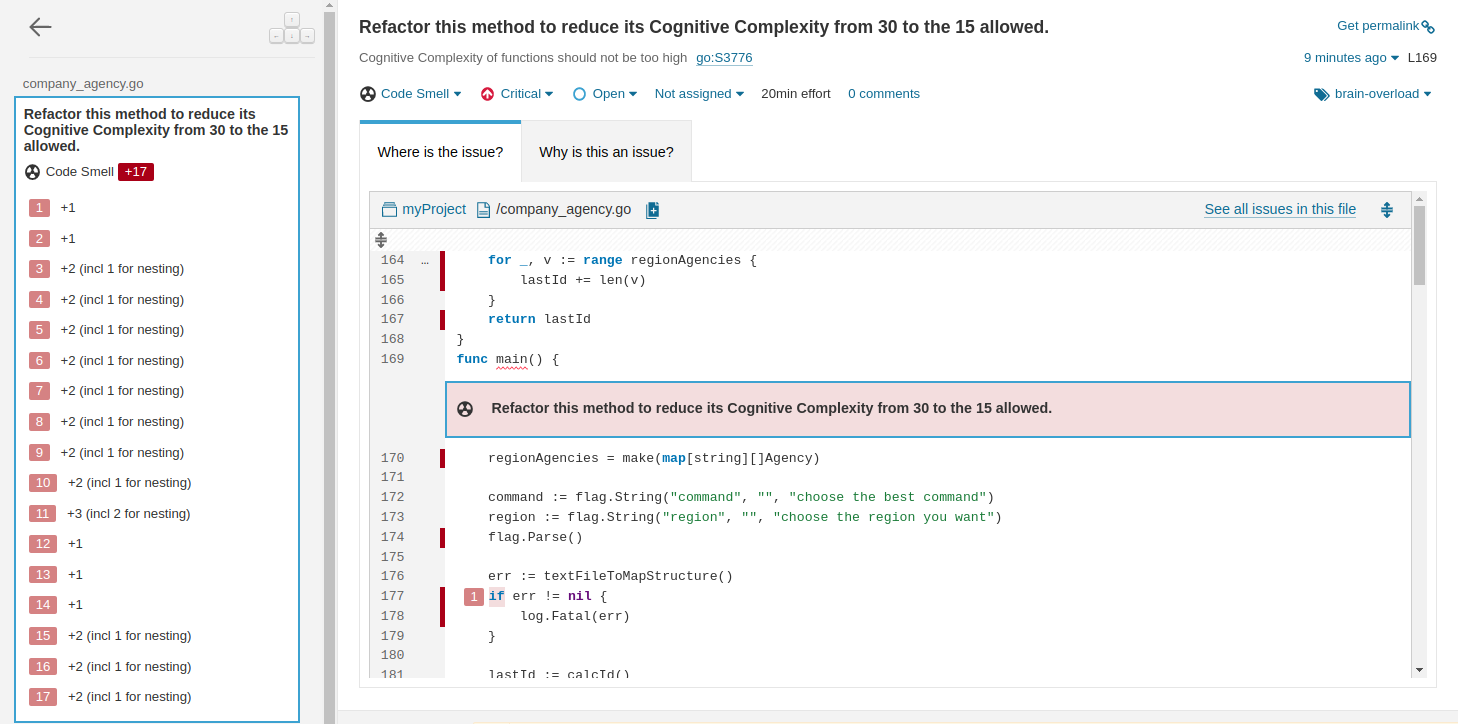 company_agency.go
Refactor this method to reduce its
Cognitive Complexity from 30 to the 15
allowed.
Code Smell +17
1 +1
2 +1
3 +2 (incl 1 for nesting)
4 +2 (incl 1 for nesting)
5 +2 (incl 1 for nesting)
6 +2 (incl 1 for nesting)
7 +2 (incl 1 for nesting)
8 +2 (incl 1 for nesting)
9 +2 (incl 1 for nesting)
10 +2 (incl 1 for nesting)
11 +3 (incl 2 for nesting)
12 +1
13 +1
14 +1
15 +2 (incl 1 for nesting)
16 +2 (incl 1 for nesting)
17 +2 (incl 1 for nesting)
Refactor this method to reduce its Cognitive Complexity from 30 to the 15 allowed. Get permalink
Cognitive Complexity of functions should not be too high go:S3776 9 minutes ago L169
Code Smell Critical Open Not assigned 20min effort 0 comments brain-overload
Where is the issue? Why is this an issue?
myProject /company_agency.go See all issues in this file
164 … for _, v := range regionAgencies {
165 lastId += len(v)
166 }
167 return lastId
168 }
169 func main() {
Refactor this method to reduce its Cognitive Complexity from 30 to the 15 allowed.
170 regionAgencies = make(map[string][]Agency)
171
172 command := flag.String("command", "", "choose the best command")
173 region := flag.String("region", "", "choose the region you want")
174 flag.Parse()
175
176 err := textFileToMapStructure()
177 1 if err != nil {
178 log.Fatal(err)
179 }
180
181 lastId := calcId()